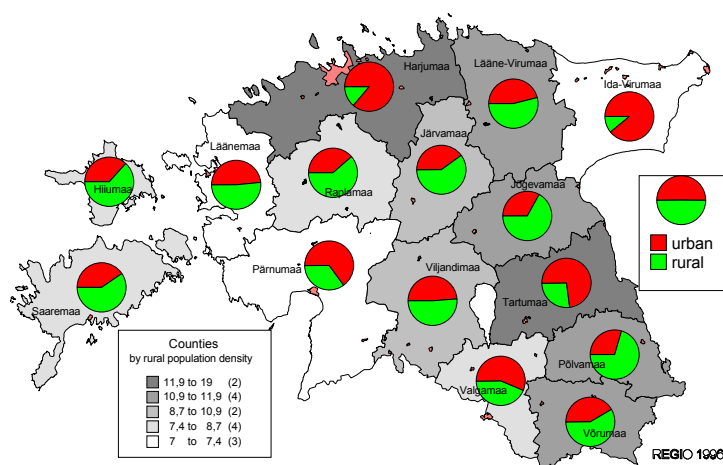 Harjumaa
Lääne-Virumaa
Ida-Virumaa
Läänemaa
Järvamaa
Hiiumaa
Raplamaa
Jõgevamaa
urban
rural
Pärnumaa
Viljandimaa
Tartumaa
Saaremaa
Counties
by rural population density
11,9 to 19 (2)
10,9 to 11,9 (4)
8,7 to 10,9 (2)
7,4 to 8,7 (4)
7 to 7,4 (3)
Põlvamaa
Valgamaa
Võrumaa
REGIO 1996